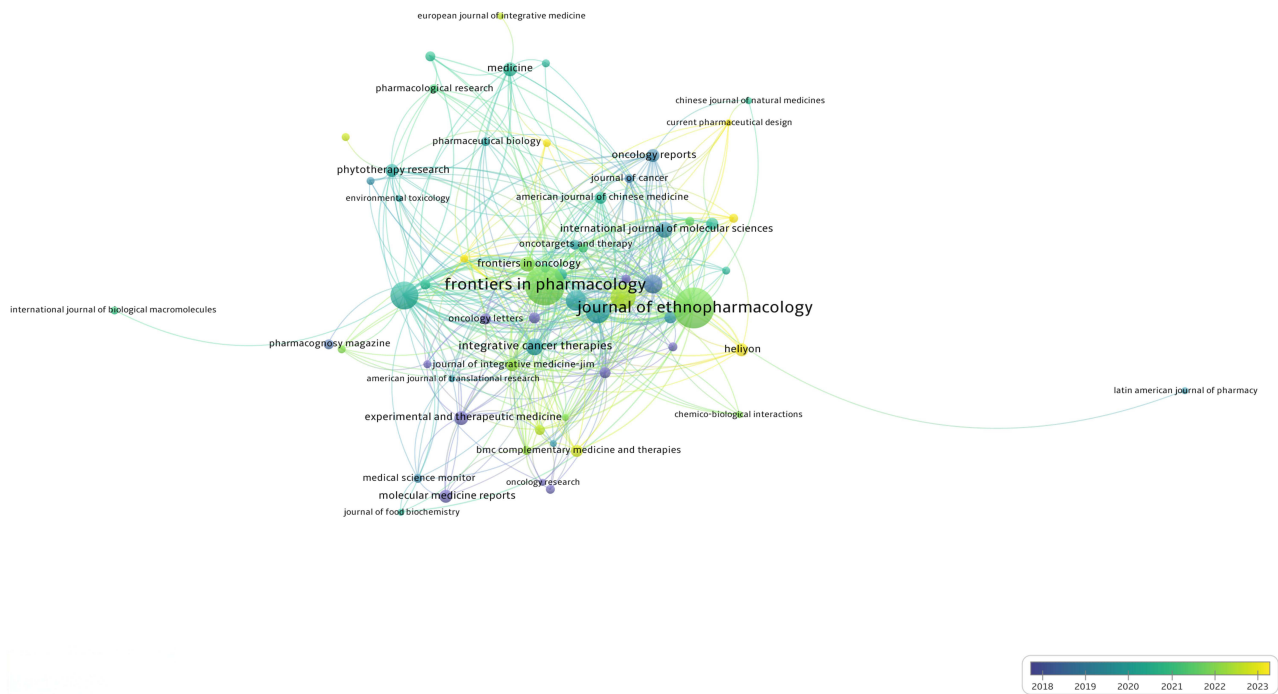 european journal of integrative medicine
medicine
pharmacological research
chinese journal of natural medicines
current pharmaceutical design
pharmaceutical biology
oncology reports
phytotherapy research
journal of cancer
environmental toxicology
american journal of chinese medicine
international journal of molecular sciences
oncotargets and therapy
frontiers in oncology
frontiers in pharmacology
journal of ethnopharmacology
international journal of biological macromolecules
oncology letters
pharmacognosy magazine
integrative cancer therapies
heliyon
journal of integrative medicine-jim
american journal of translational research
latin american journal of pharmacy
experimental and therapeutic medicine
chemico-biological interactions
bmc complementary medicine and therapies
medical science monitor
oncology research
molecular medicine reports
journal of food biochemistry
2018 2019 2020 2021 2022 2023